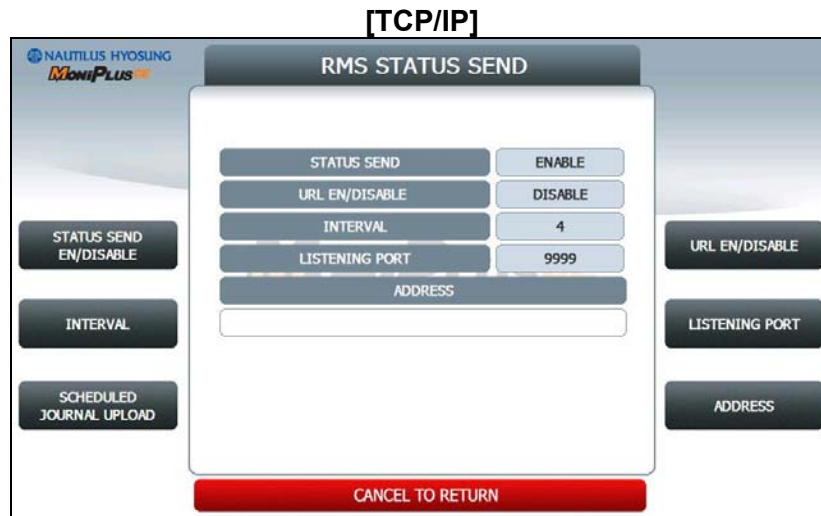 [TCP/IP]
NAUTILUS HYOSUNG
MONIPLUS
RMS STATUS SEND
STATUS SEND ENABLE
URL EN/DISABLE DISABLE
INTERVAL 4
LISTENING PORT 9999
ADDRESS
STATUS SEND
EN/DISABLE
INTERVAL
SCHEDULED
JOURNAL UPLOAD
URL EN/DISABLE
LISTENING PORT
ADDRESS
CANCEL TO RETURN